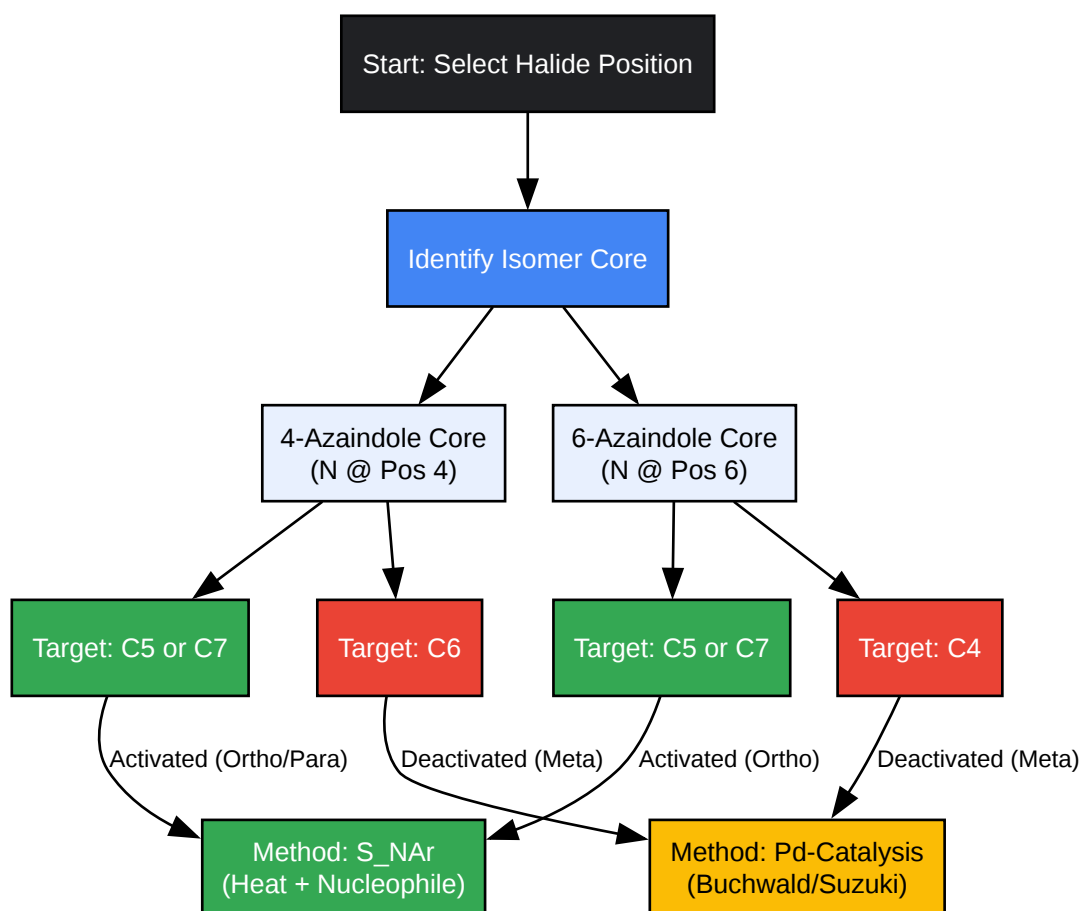 Start: Select Halide Position
Identify Isomer Core
4-Azaindole Core
(N @ Pos 4)
6-Azaindole Core
(N @ Pos 6)
Target: C5 or C7
Target: C6
Target: C5 or C7
Target: C4
Activated (Ortho/Para)
Deactivated (Meta)
Activated (Ortho)
Deactivated (Meta)
Method: S_NAr
(Heat + Nucleophile)
Method: Pd-Catalysis
(Buchwald/Suzuki)